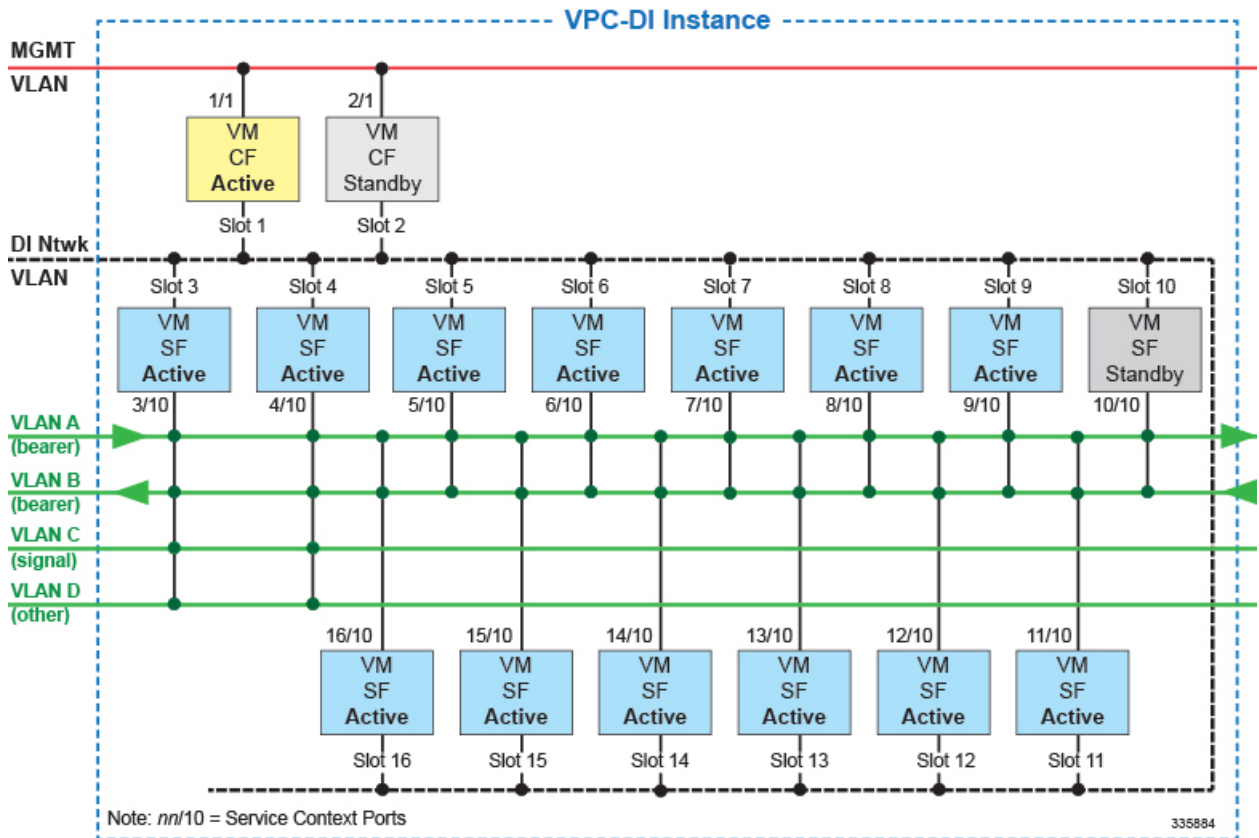 VPC-DI Instance
MGMT
VLAN
1/1
2/1
VM
CF
Active
VM
CF
Standby
Slot 1
Slot 2
DI Ntwk
VLAN
Slot 3
Slot 4
Slot 5
Slot 6
Slot 7
Slot 8
Slot 9
Slot 10
VM
SF
Active
VM
SF
Active
VM
SF
Active
VM
SF
Active
VM
SF
Active
VM
SF
Active
VM
SF
Active
VM
SF
Standby
3/10
4/10
5/10
6/10
7/10
8/10
9/10
10/10
VLAN A
(bearer)
VLAN B
(bearer)
VLAN C
(signal)
VLAN D
(other)
16/10
15/10
14/10
13/10
12/10
11/10
VM
SF
Active
VM
SF
Active
VM
SF
Active
VM
SF
Active
VM
SF
Active
VM
SF
Active
Slot 16
Slot 15
Slot 14
Slot 13
Slot 12
Slot 11
Note: nn/10 = Service Context Ports
335884